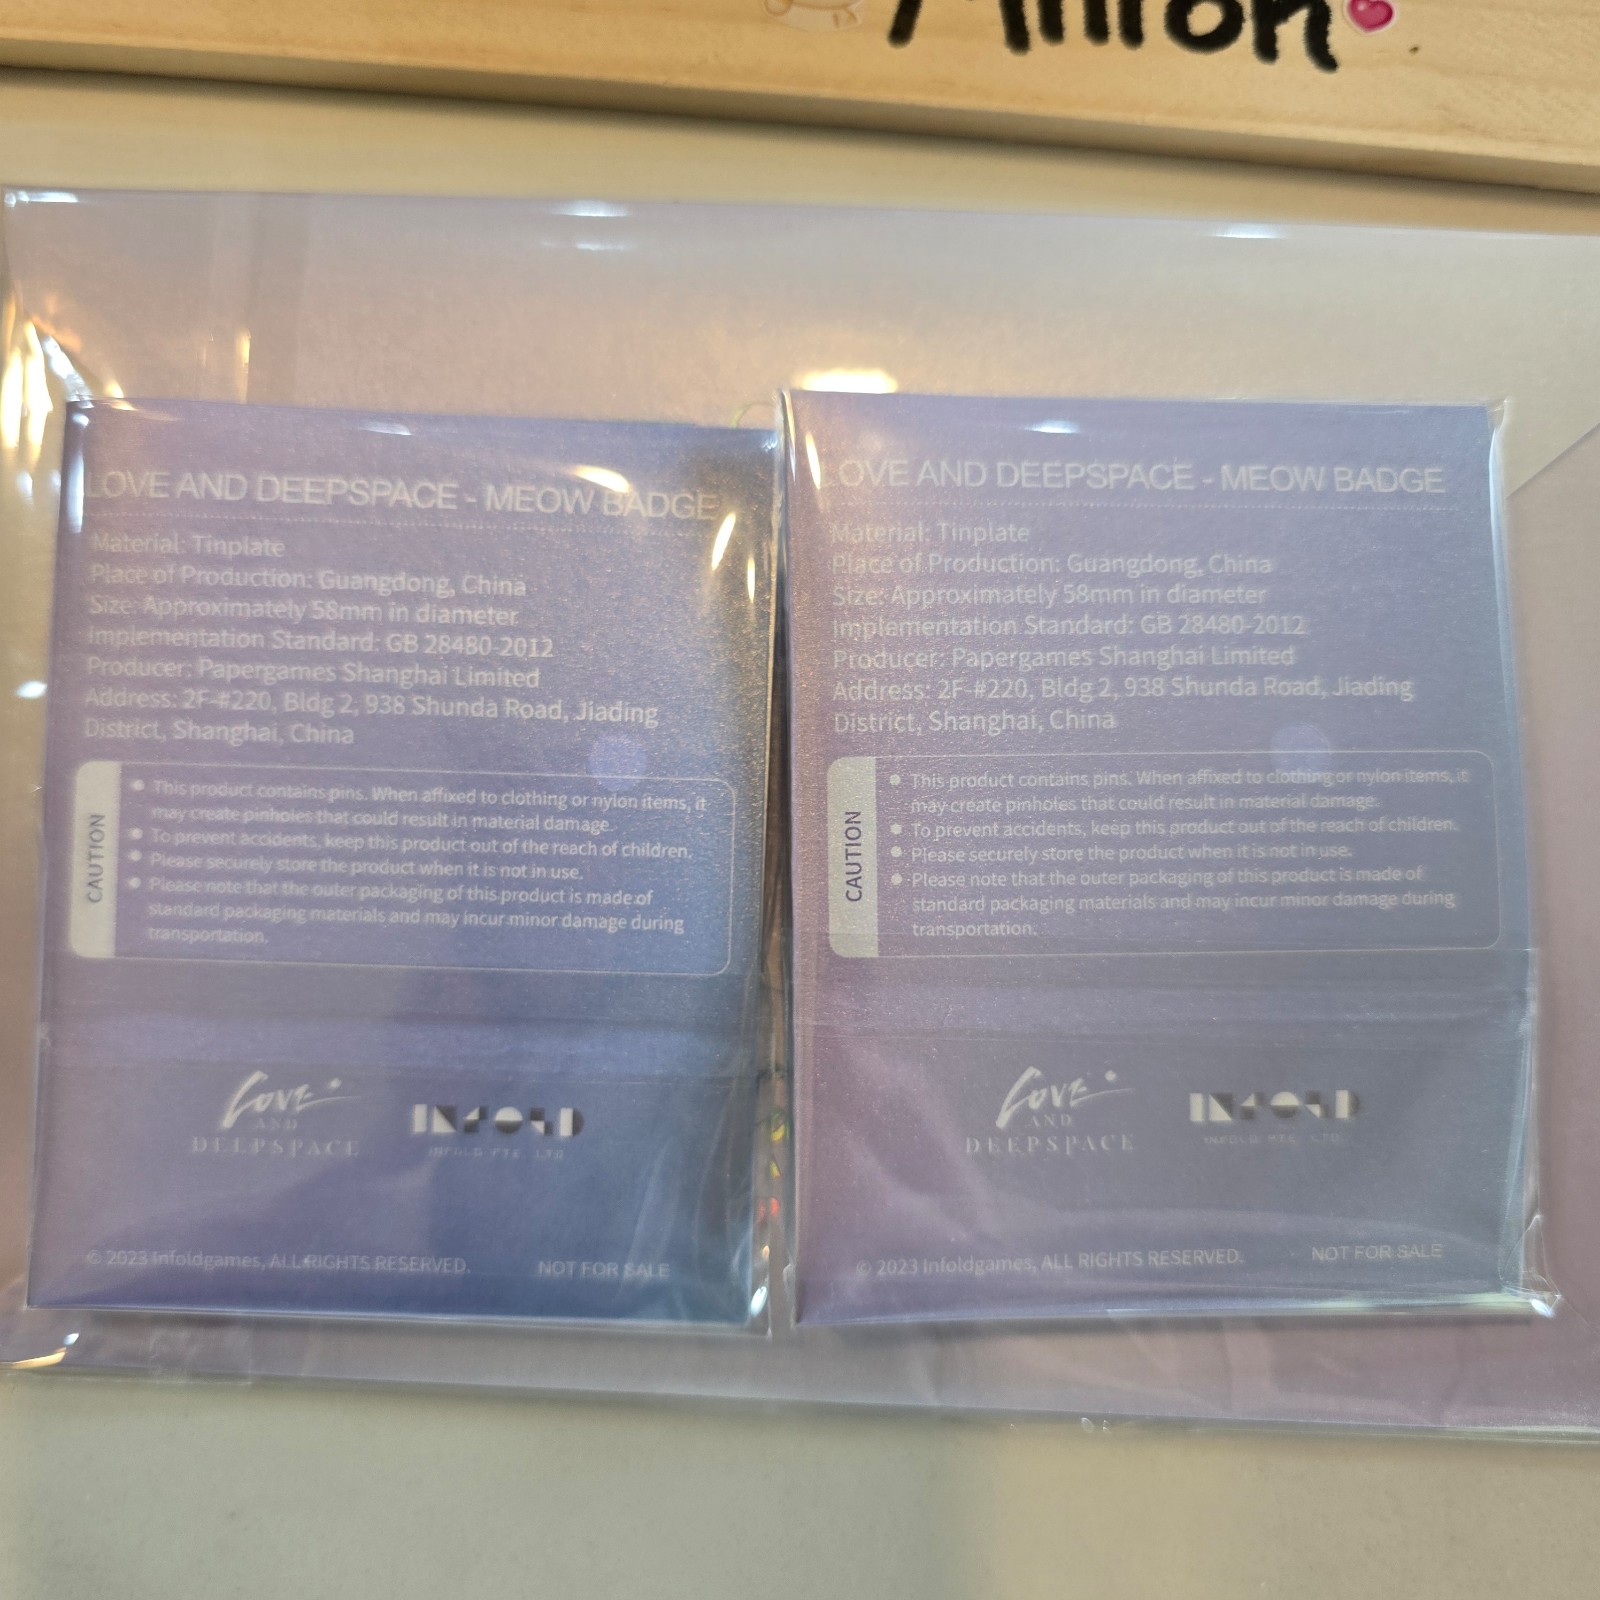 LOVE AND DEEPSPACE - MEOW BADGE
Material: Tinplate
Place of Production: Guangdong, China
Size: Approximately 58mm in diameter
Implementation Standard: GB 28480-2012
Producer: Papergames Shanghai Limited
Address: 2F-#220, Bldg 2, 938 Shunda Road, Jiading
District, Shanghai, China
CAUTION
● This product contains pins. When affixed to clothing or nylon items, it
may create pinholes that could result in material damage.
● To prevent accidents, keep this product out of the reach of children.
● Please securely store the product when it is not in use.
● Please note that the outer packaging of this product is made of
standard packaging materials and may incur minor damage during
transportation.
LOVE
AND
DEEPSPACE
INFOLD
INFOLD PTE. LTD.
© 2023 Infoldgames, ALL RIGHTS RESERVED.
NOT FOR SALE
LOVE AND DEEPSPACE - MEOW BADGE
Material: Tinplate
Place of Production: Guangdong, China
Size: Approximately 58mm in diameter
Implementation Standard: GB 28480-2012
Producer: Papergames Shanghai Limited
Address: 2F-#220, Bldg 2, 938 Shunda Road, Jiading
District, Shanghai, China
CAUTION
● This product contains pins. When affixed to clothing or nylon items, it
may create pinholes that could result in material damage.
● To prevent accidents, keep this product out of the reach of children.
● Please securely store the product when it is not in use.
● Please note that the outer packaging of this product is made of
standard packaging materials and may incur minor damage during
transportation.
LOVE
AND
DEEPSPACE
INFOLD
INFOLD PTE. LTD.
© 2023 Infoldgames, ALL RIGHTS RESERVED.
NOT FOR SALE